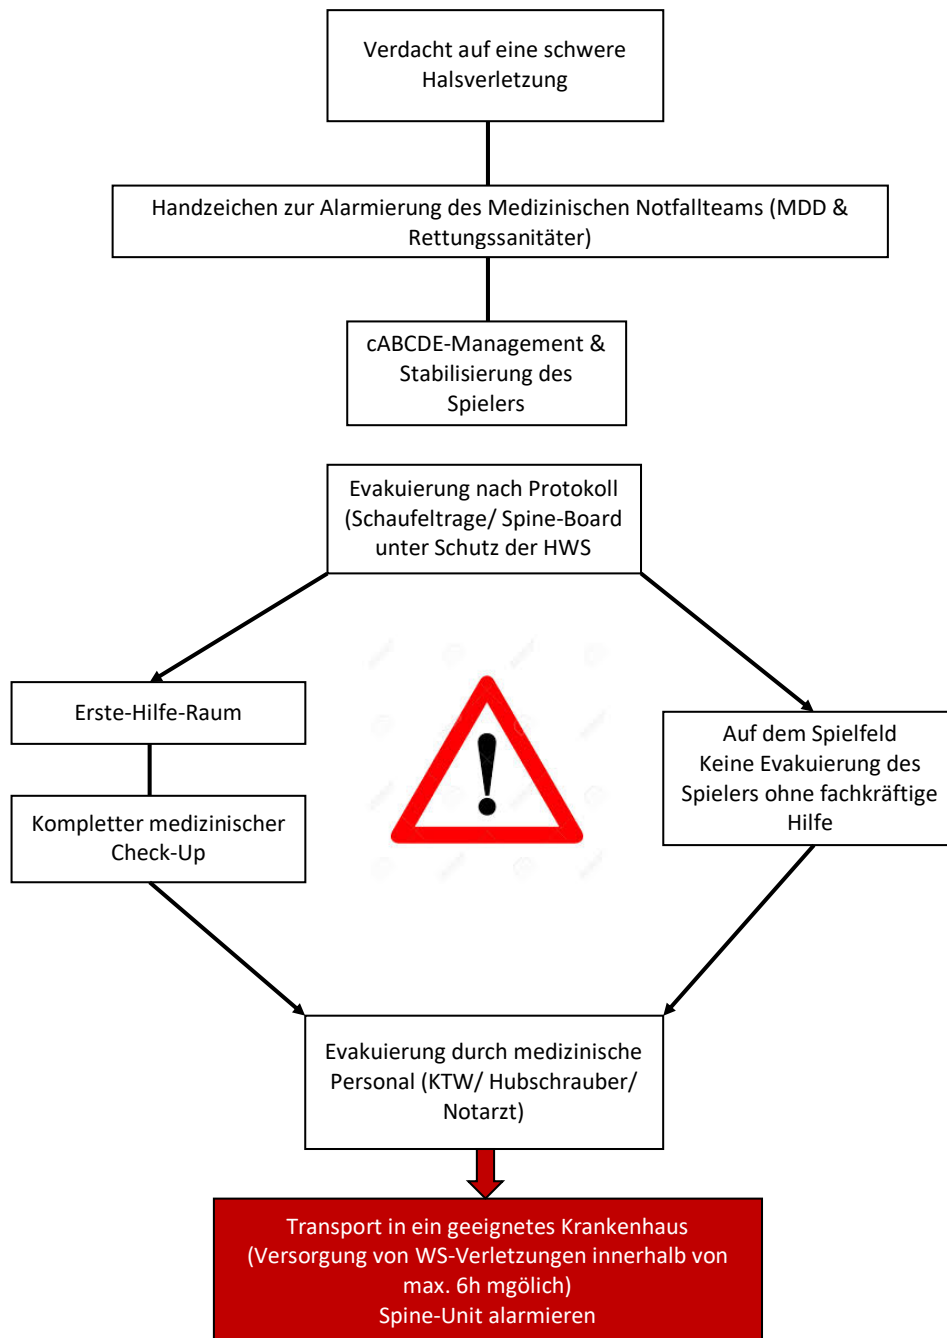 Verdacht auf eine schwere
Halsverletzung
Handzeichen zur Alarmierung des Medizinischen Notfallteams (MDD &
Rettungssanitäter)
cABCDE-Management &
Stabilisierung des
Spielers
Evakuierung nach Protokoll
(Schaufeltrage/ Spine-Board
unter Schutz der HWS
Erste-Hilfe-Raum
Auf dem Spielfeld
Keine Evakuierung des
Spielers ohne fachkräftige
Hilfe
Kompletter medizinischer
Check-Up
Evakuierung durch medizinische
Personal (KTW/ Hubschrauber/
Notarzt)
Transport in ein geeignetes Krankenhaus
(Versorgung von WS-Verletzungen innerhalb von
max. 6h mgölich)
Spine-Unit alarmieren